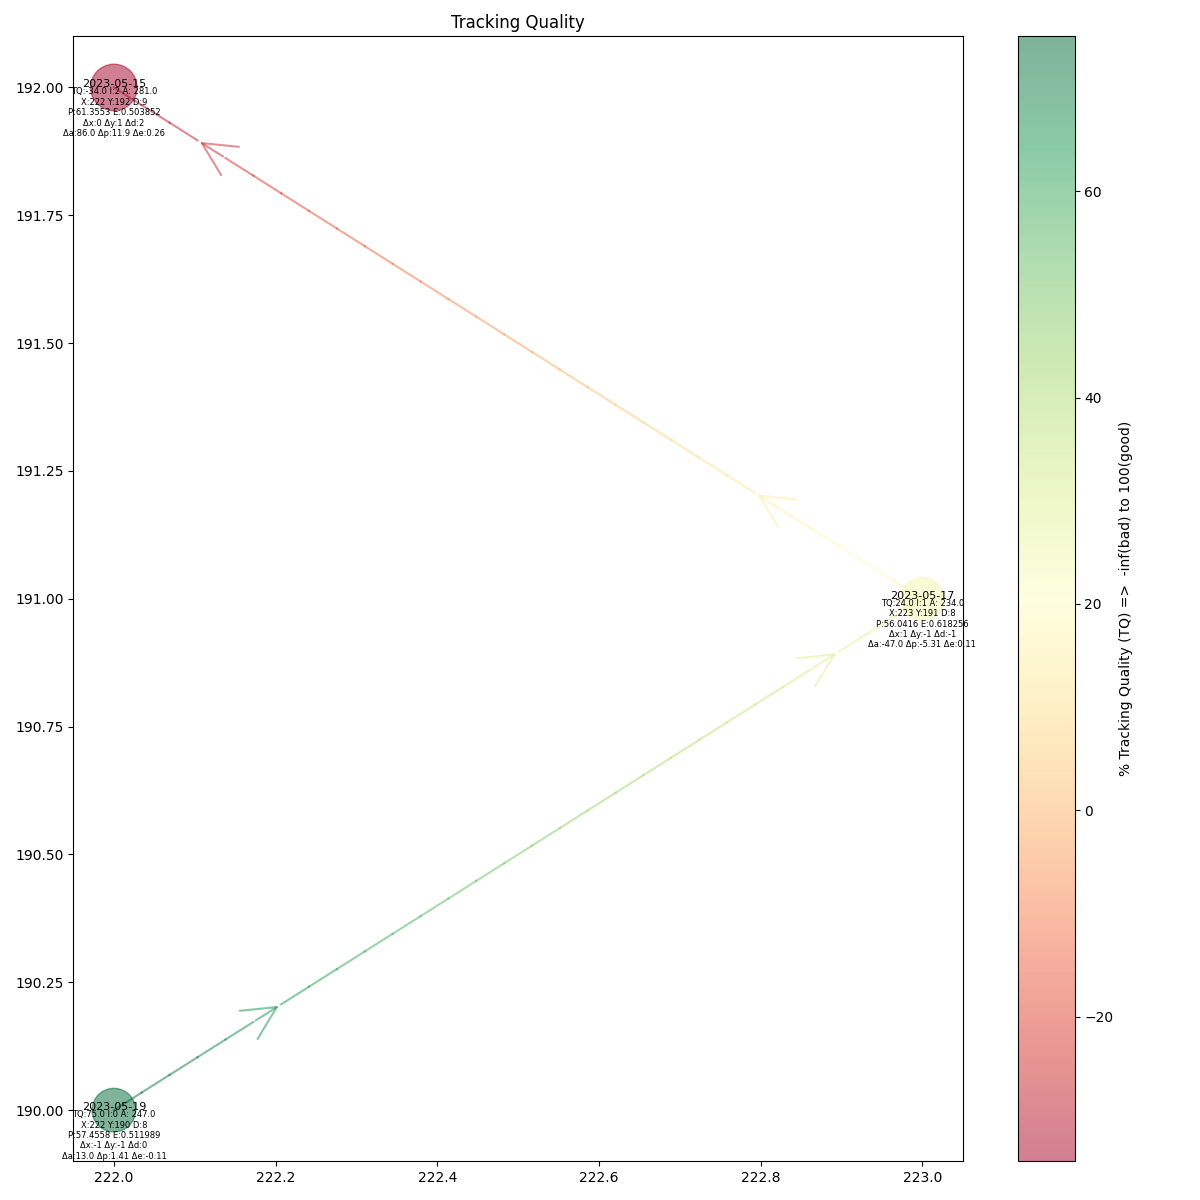 Tracking Quality
192.00
191.75
191.50
191.25
191.00
190.75
190.50
190.25
190.00
2023-05-15
TQ:-34.0 I:2 A: 281.0
X:222 Y:192 D:9
P:61.3553 E:0.503852
Δx:0 Δy:1 Δd:2
Δa:86.0 Δp:11.9 Δe:0.26
2023-05-17
TQ:24.0 I:1 A: 234.0
X:223 Y:191 D:8
P:56.0416 E:0.618256
Δx:1 Δy:-1 Δd:-1
Δa:-47.0 Δp:-5.31 Δe:0.11
2023-05-19
TQ:75.0 I:0 A: 247.0
X:222 Y:190 D:8
P:57.4558 E:0.511989
Δx:-1 Δy:-1 Δd:0
Δa:13.0 Δp:1.41 Δe:-0.11
222.0 222.2 222.4 222.6 222.8 223.0
60
40
20
0
−20
% Tracking Quality (TQ) => -inf(bad) to 100(good)